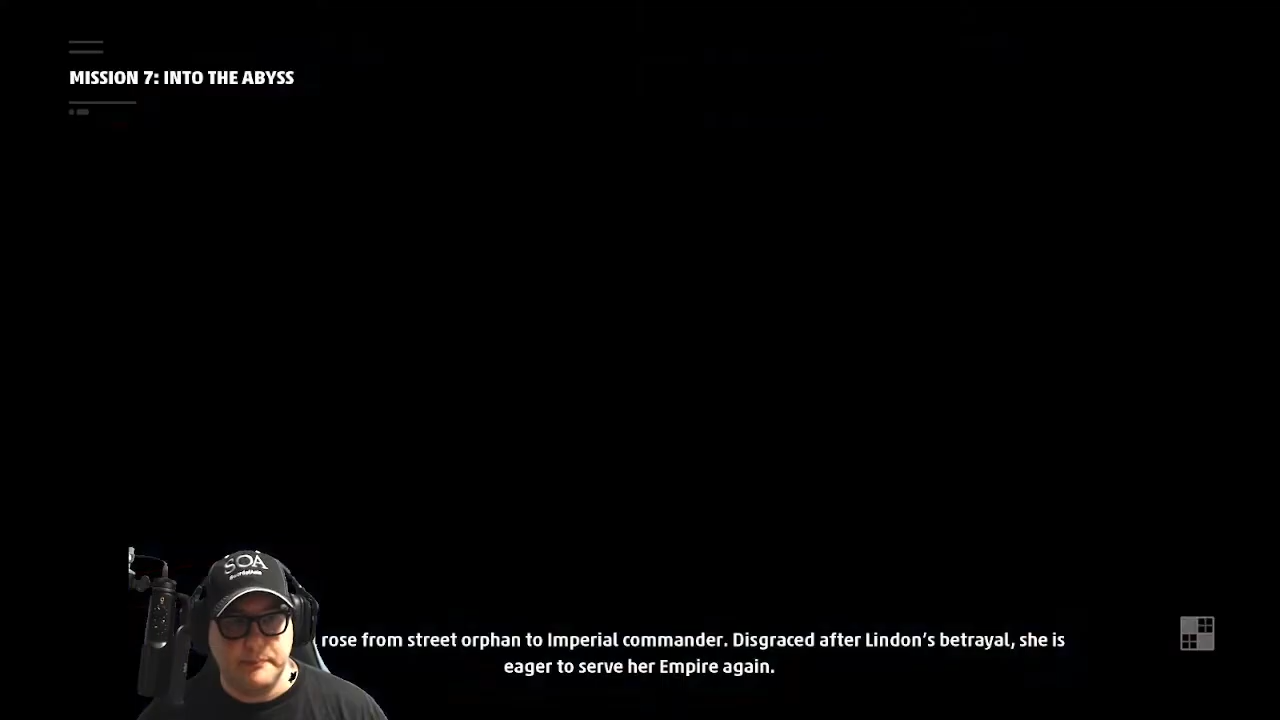 MISSION 7: INTO THE ABYSS
SOA
rose from street orphan to Imperial commander. Disgraced after Lindon's betrayal, she is
eager to serve her Empire again.